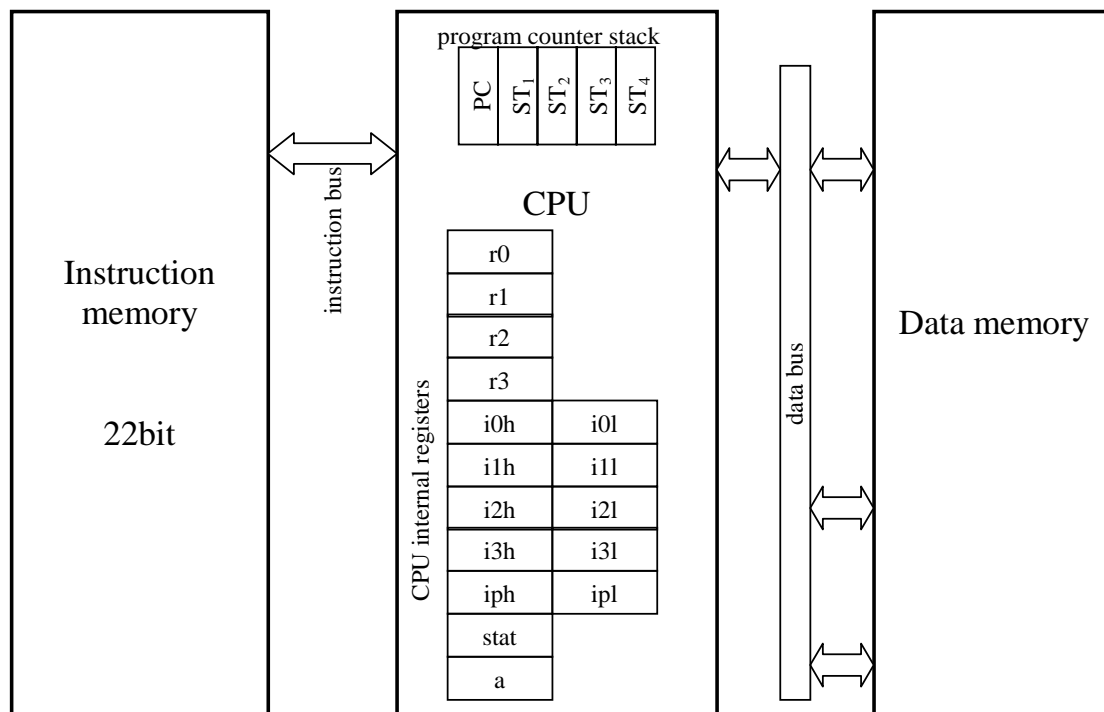 program counter stack
PC
ST1
ST2
ST3
ST4
instruction bus
CPU
Instruction
memory
22bit
CPU internal registers
r0
r1
r2
r3
i0h i0l
i1h i1l
i2h i2l
i3h i3l
iph ipl
stat
a
data bus
Data memory